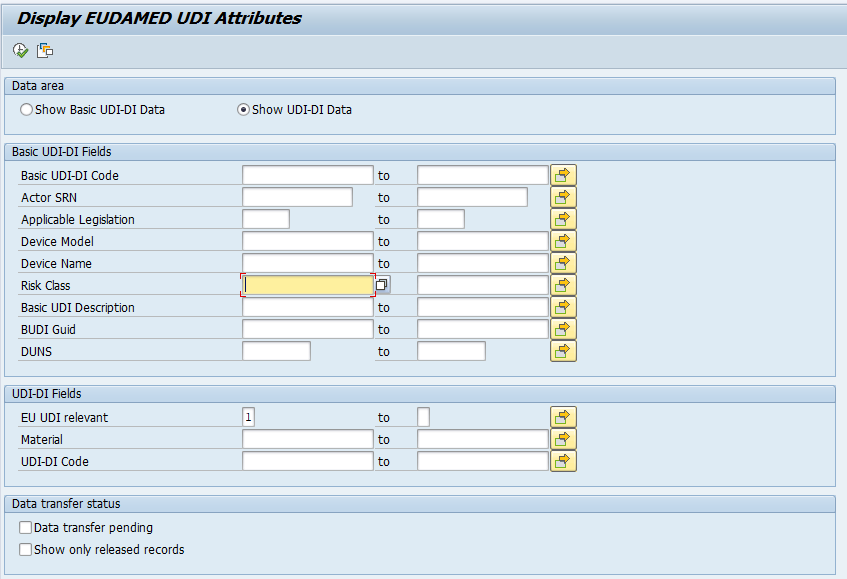 Display EUDAMED UDI Attributes
Data area
Show Basic UDI-DI Data Show UDI-DI Data
Basic UDI-DI Fields
Basic UDI-DI Code to
Actor SRN to
Applicable Legislation to
Device Model to
Device Name to
Risk Class
Basic UDI Description to
BUDI Guid to
DUNS to
UDI-DI Fields
EU UDI relevant 1 to
Material to
UDI-DI Code to
Data transfer status
Data transfer pending
Show only released records